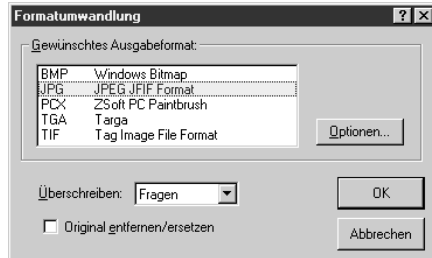 Formatumwandlung
Gewünschtes Ausgabeformat:
BMP Windows Bitmap
JPG JPEG JFIF Format
PCX ZSoft PC Paintbrush
TGA Targa
TIF Tag Image File Format
Optionen...
Überschreiben: Fragen
OK
Original entfernen/ersetzen
Abbrechen